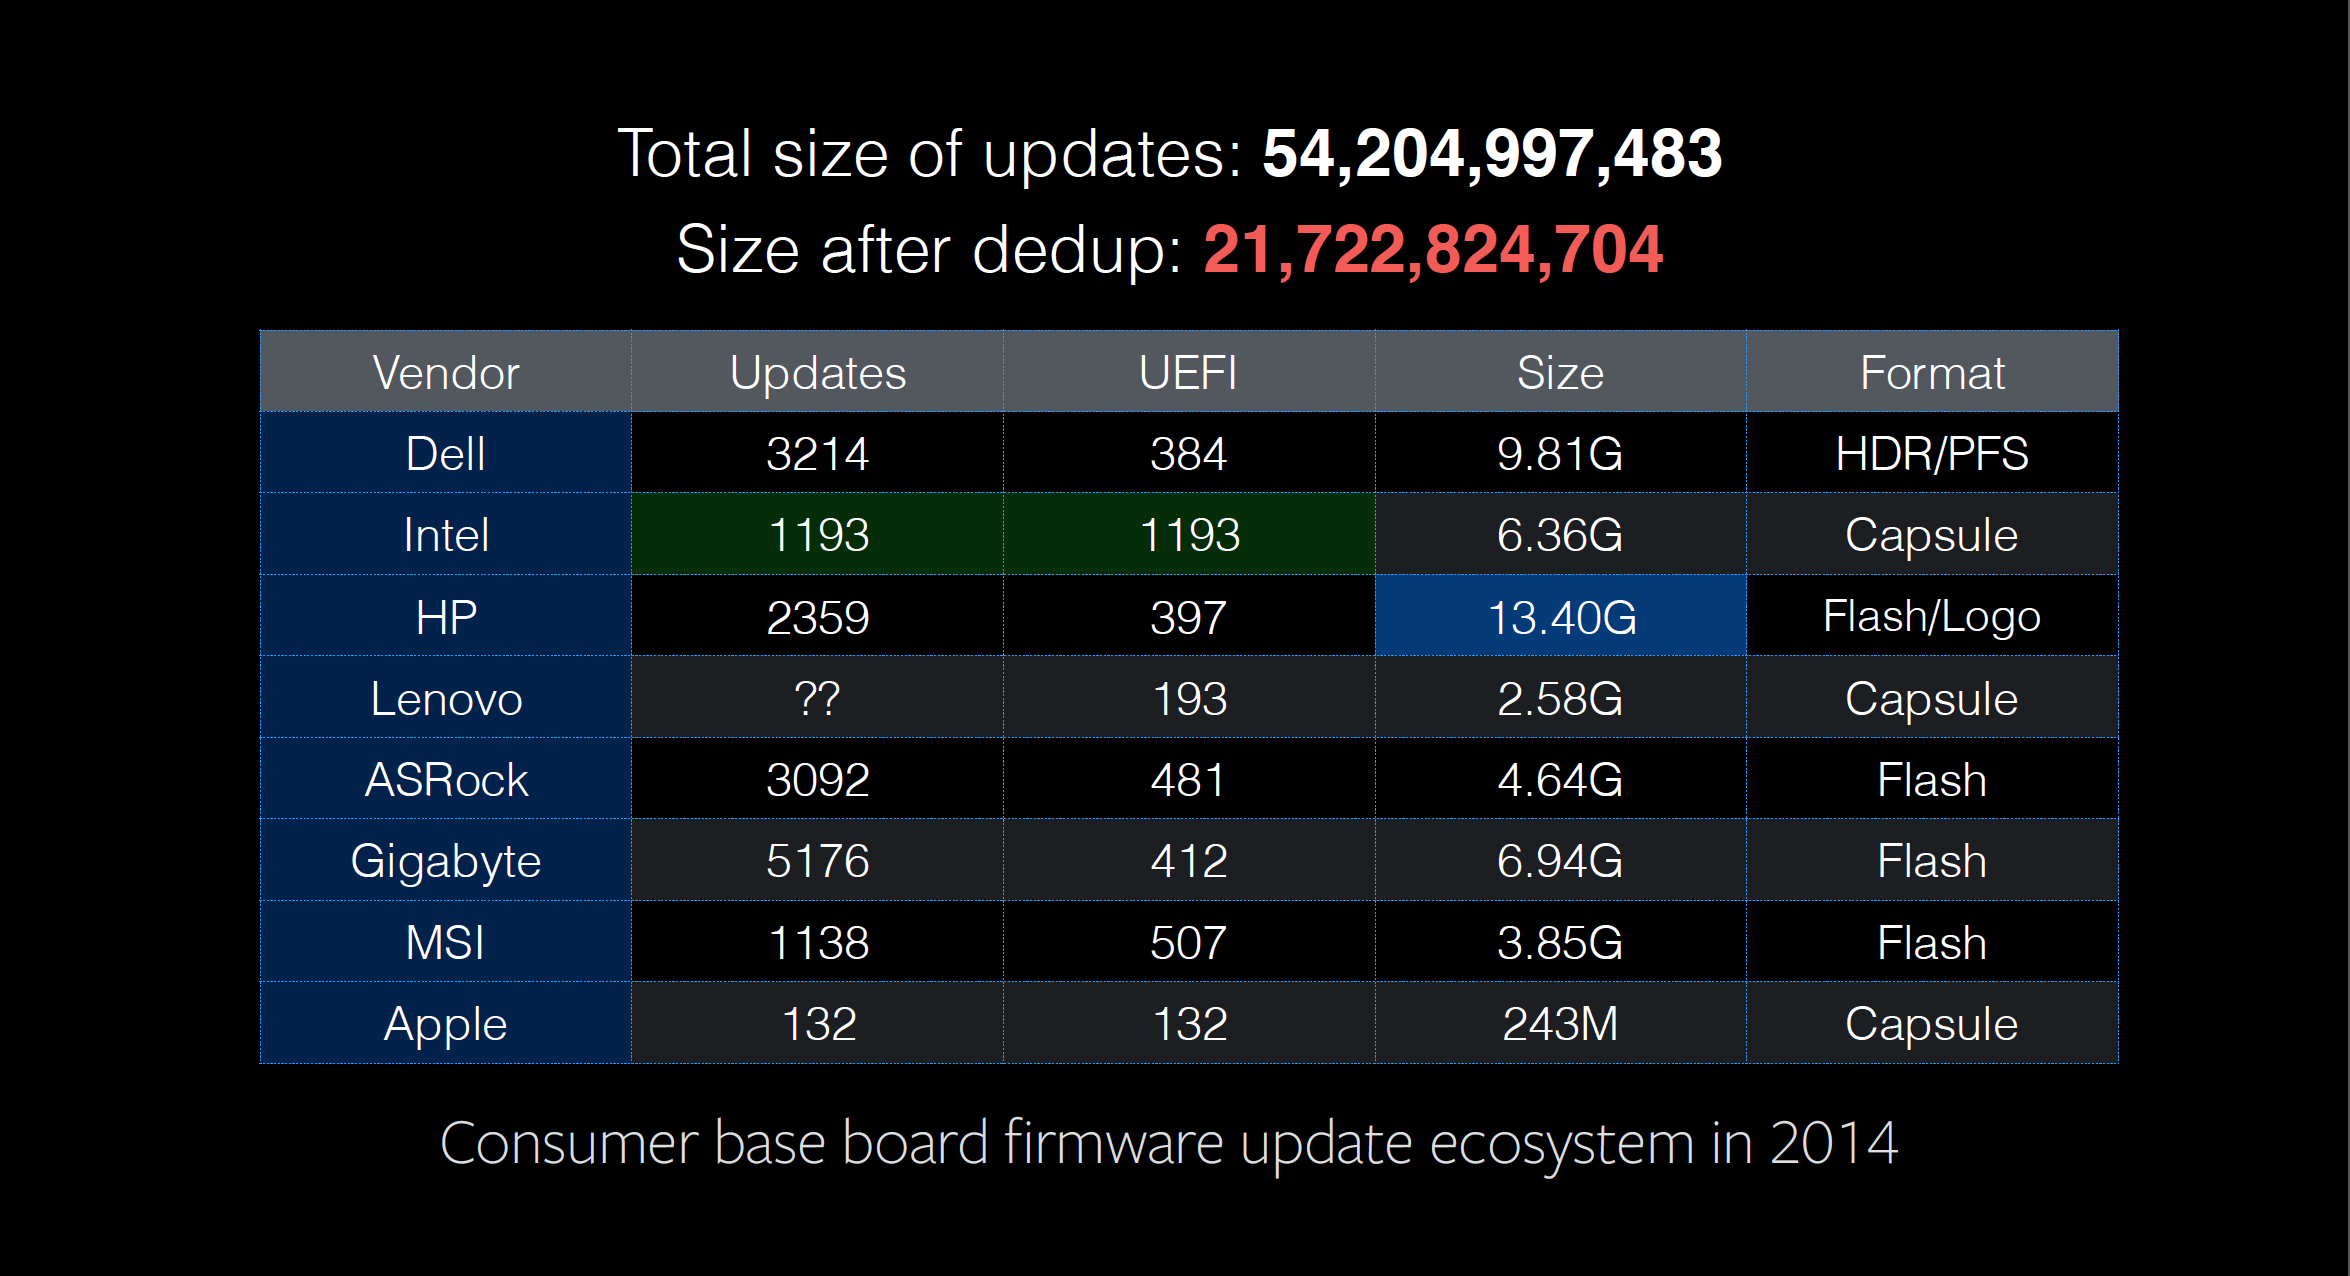 Total size of updates: 54,204,997,483
Size after dedup: 21,722,824,704
Vendor Updates UEFI Size Format
Dell 3214 384 9.81G HDR/PFS
Intel 1193 1193 6.36G Capsule
HP 2359 397 13.40G Flash/Logo
Lenovo ?? 193 2.58G Capsule
ASRock 3092 481 4.64G Flash
Gigabyte 5176 412 6.94G Flash
MSI 1138 507 3.85G Flash
Apple 132 132 243M Capsule
Consumer base board firmware update ecosystem in 2014